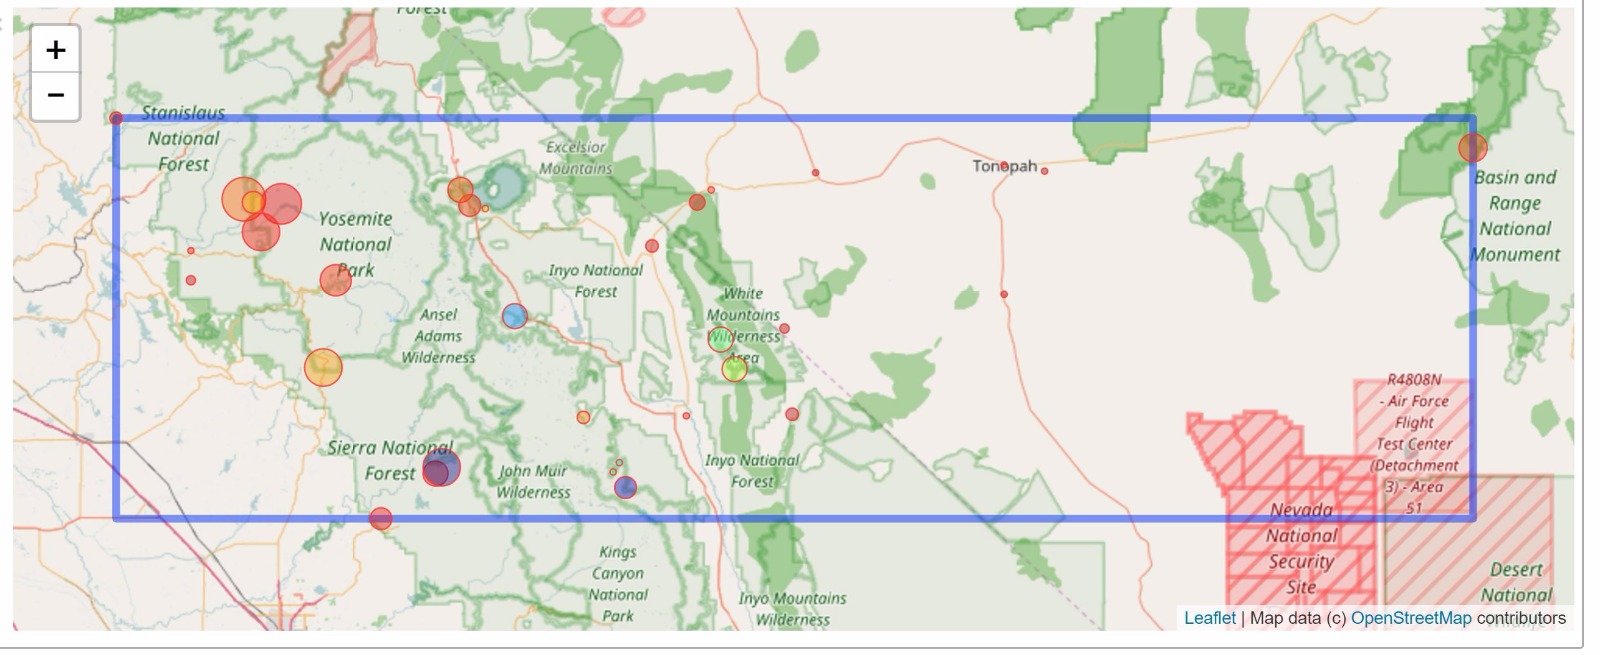 Forest
+
−
Stanislaus
National
Forest
Excelsior
Mountains
Tonopah
Basin and
Range
National
Monument
Yosemite
National
Park
Inyo National
Forest
White
Mountains
Wilderness
Area
Ansel
Adams
Wilderness
R4808N
- Air Force
Flight
Test Center
(Detachment
3) - Area
51
Sierra National
Forest
John Muir
Wilderness
Inyo National
Forest
Nevada
National
Security
Site
Kings
Canyon
National
Park
Inyo Mountains
Wilderness
Desert
National
Leaflet | Map data (c) OpenStreetMap contributors